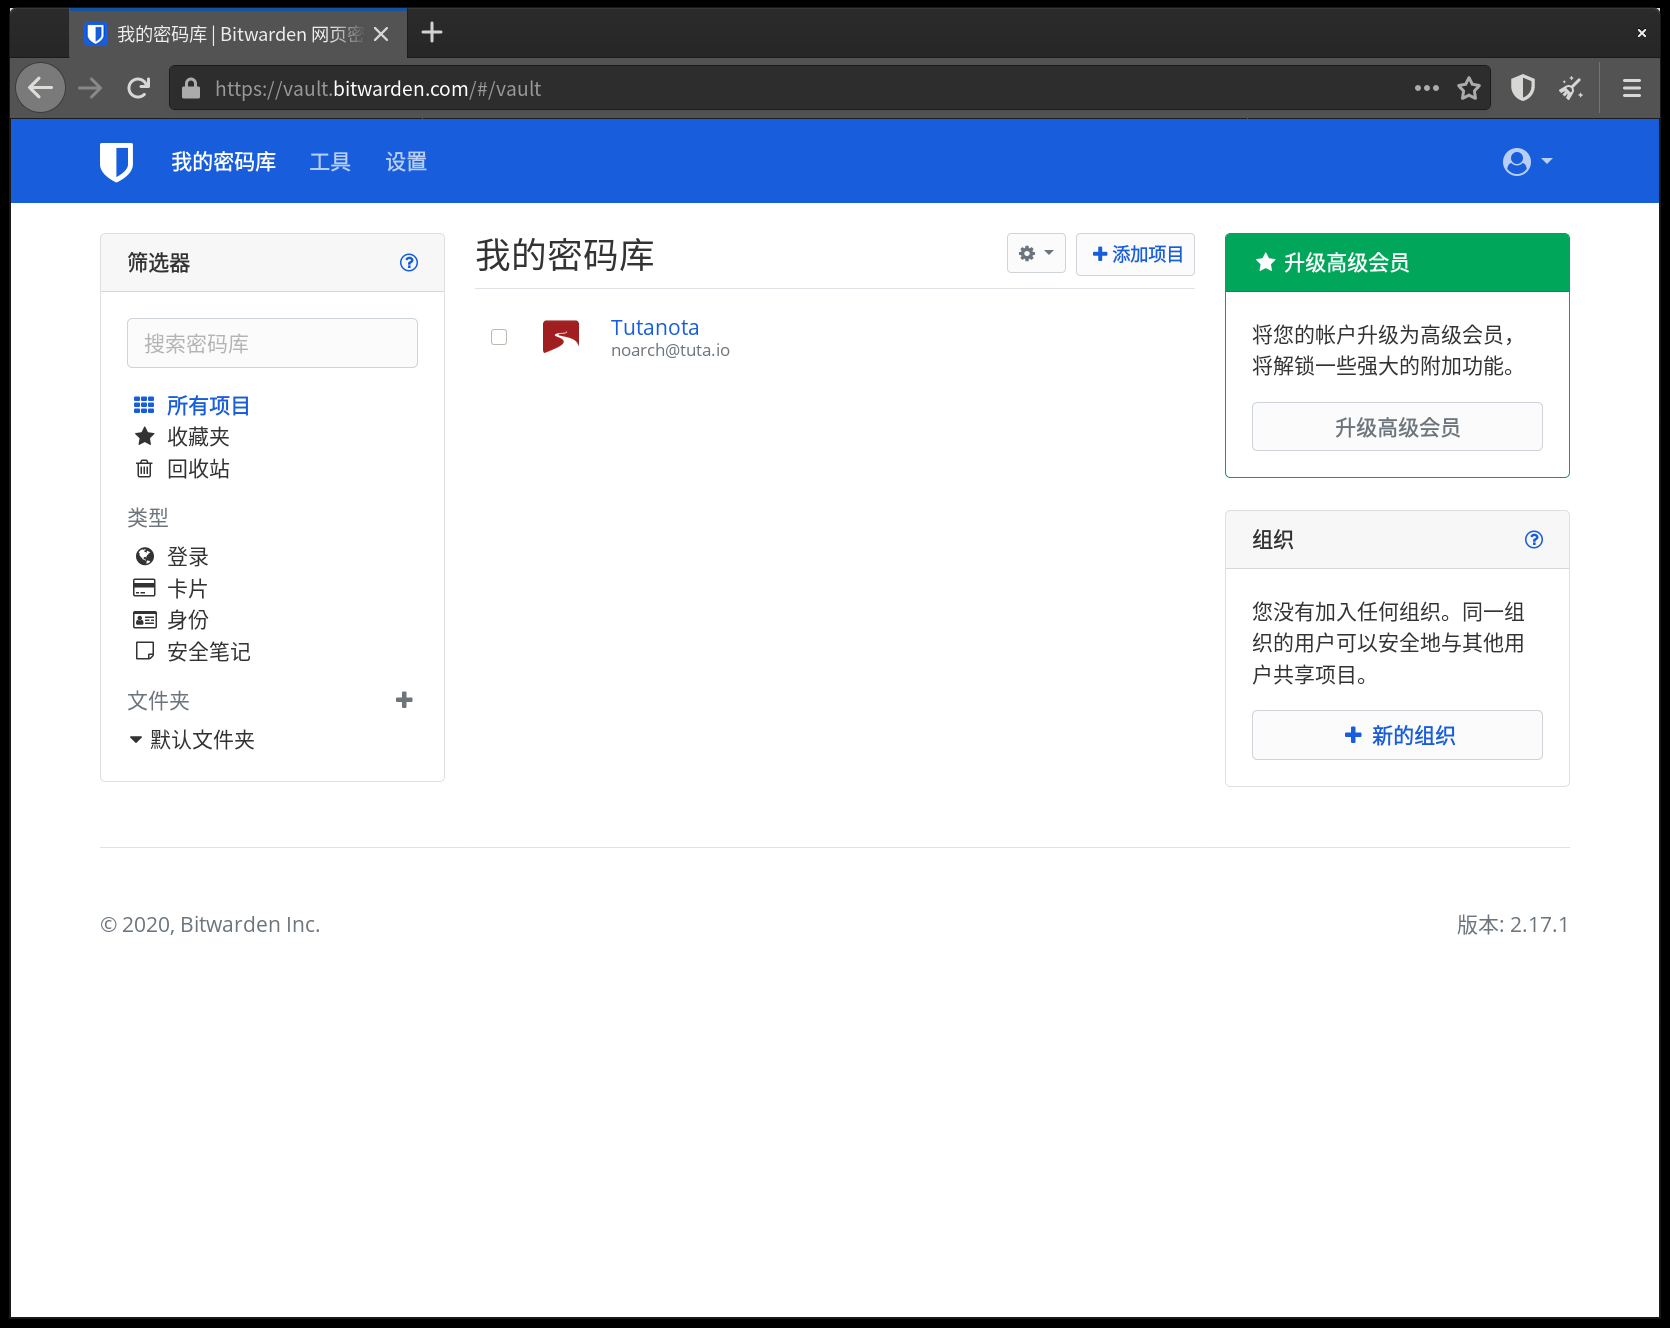 我的密码库 | Bitwarden 网页密
https://vault.bitwarden.com/#/vault
我的密码库
工具
设置
筛选器
搜索密码库
所有项目
收藏夹
回收站
类型
登录
卡片
身份
安全笔记
文件夹
默认文件夹
我的密码库
添加项目
Tutanota
noarch@tuta.io
升级高级会员
将您的帐户升级为高级会员，
将解锁一些强大的附加功能。
升级高级会员
组织
您没有加入任何组织。同一组
织的用户可以安全地与其他用
户共享项目。
新的组织
© 2020, Bitwarden Inc.
版本: 2.17.1